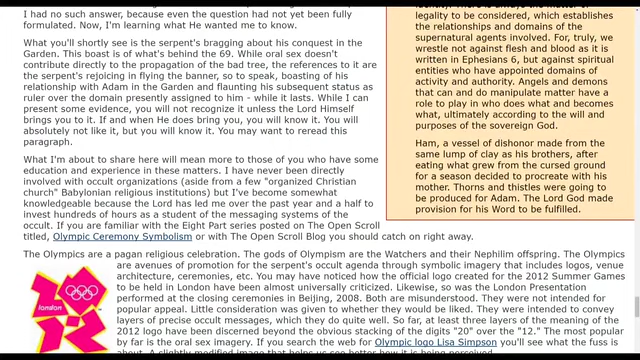 I had no such answer, because even the question had not yet been fully
formulated. Now, I'm learning what He wanted me to know.
What you'll shortly see is the serpent's bragging about his conquest in the
Garden. This boast is of what's behind the 69. While oral sex doesn't
contribute directly to the propagation of the bad tree, the references to it are
the serpent's rejoicing in flying the banner, so to speak, boasting of his
relationship with Adam in the Garden and flaunting his subsequent status as
ruler over the domain presently assigned to him - while it lasts. While I can
present some evidence, you will not recognize it unless the Lord Himself
brings you to it. If and when He does bring you, you will know it. You will
absolutely not like it, but you will know it. You may want to reread this
paragraph.
What I'm about to share here will mean more to those of you who have some
education and experience in these matters. I have never been directly
involved with occult organizations (aside from a few "organized Christian
church" Babylonian religious institutions) but I've become somewhat
knowledgeable because the Lord has led me over the past year and a half to
invest hundreds of hours as a student of the messaging systems of the
occult. If you are familiar with the Eight Part series posted on The Open Scroll
titled, Olympic Ceremony Symbolism or with The Open Scroll Blog you should catch on right away.
The Olympics are a pagan religious celebration. The gods of Olympism are the Watchers and their Nephilim offspring. The Olympics
are avenues of promotion for the serpent's occult agenda through symbolic imagery that includes logos, venue
architecture, ceremonies, etc. You may have noticed how the official logo created for the 2012 Summer Games
to be held in London have been almost universally criticized. Likewise, so was the London Presentation
performed at the closing ceremonies in Beijing, 2008. Both are misunderstood. They were not intended for
popular appeal. Little consideration was given to whether they would be liked. They were intended to convey
layers of precise occult messages, which they do quite well. So far, at least three layers of the meaning of the
2012 logo have been discerned beyond the obvious stacking of the digits "20" over the "12." The most popular
by far is the oral sex imagery. If you search the web for Olympic logo Lisa Simpson you'll see what the fuss is
about. A slightly modified image that helps us see better how it is being perceived
london
legality to be considered, which establishes
the relationships and domains of the
supernatural agents involved. For, truly, we
wrestle not against flesh and blood as it is
written in Ephesians 6, but against spiritual
entities who have appointed domains of
activity and authority. Angels and demons
that can and do manipulate matter have a
role to play in who does what and becomes
what, ultimately according to the will and
purposes of the sovereign God.
Ham, a vessel of dishonor made from the
same lump of clay as his brothers, after
eating what grew from the cursed ground
for a season decided to procreate with his
mother. Thorns and thistles were going to
be produced for Adam. The Lord God made
provision for his Word to be fulfilled.